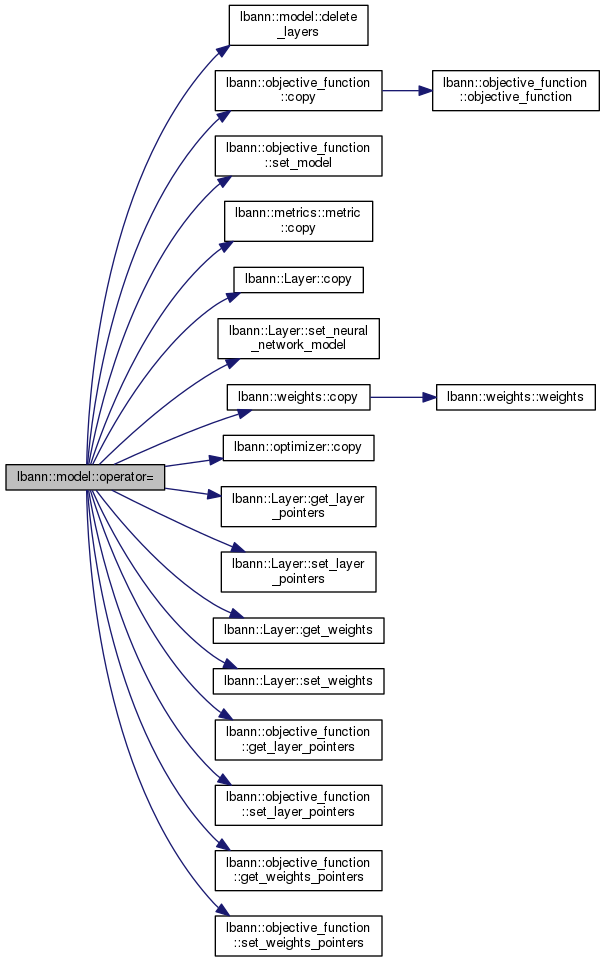 lbann::model::delete
_layers
lbann::objective_function
::copy
lbann::objective_function
::objective_function
lbann::objective_function
::set_model
lbann::metrics::metric
::copy
lbann::Layer::copy
lbann::Layer::set_neural
_network_model
lbann::weights::copy
lbann::weights::weights
lbann::optimizer::copy
lbann::model::operator=
lbann::Layer::get_layer
_pointers
lbann::Layer::set_layer
_pointers
lbann::Layer::get_weights
lbann::Layer::set_weights
lbann::objective_function
::get_layer_pointers
lbann::objective_function
::set_layer_pointers
lbann::objective_function
::get_weights_pointers
lbann::objective_function
::set_weights_pointers